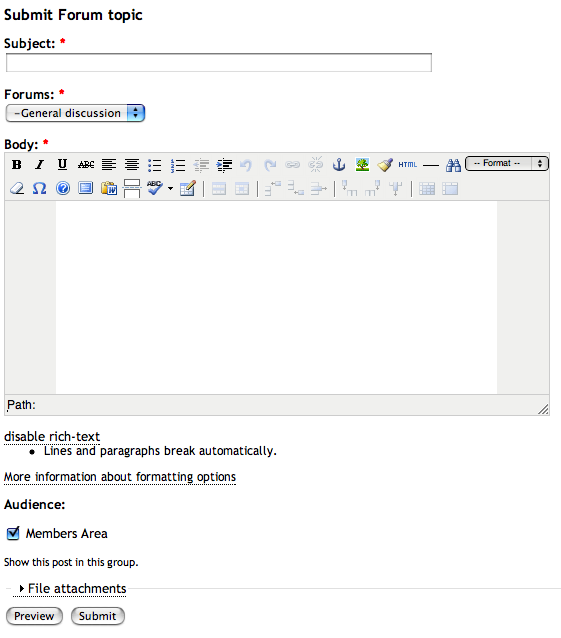 Submit Forum topic
Subject: *
Forums: *
-General discussion
Body: *
B I U ABC HTML -- Format --
Ω ? W ABC
Path:
disable rich-text
• Lines and paragraphs break automatically.
More information about formatting options
Audience:
Members Area
Show this post in this group.
File attachments
Preview Submit